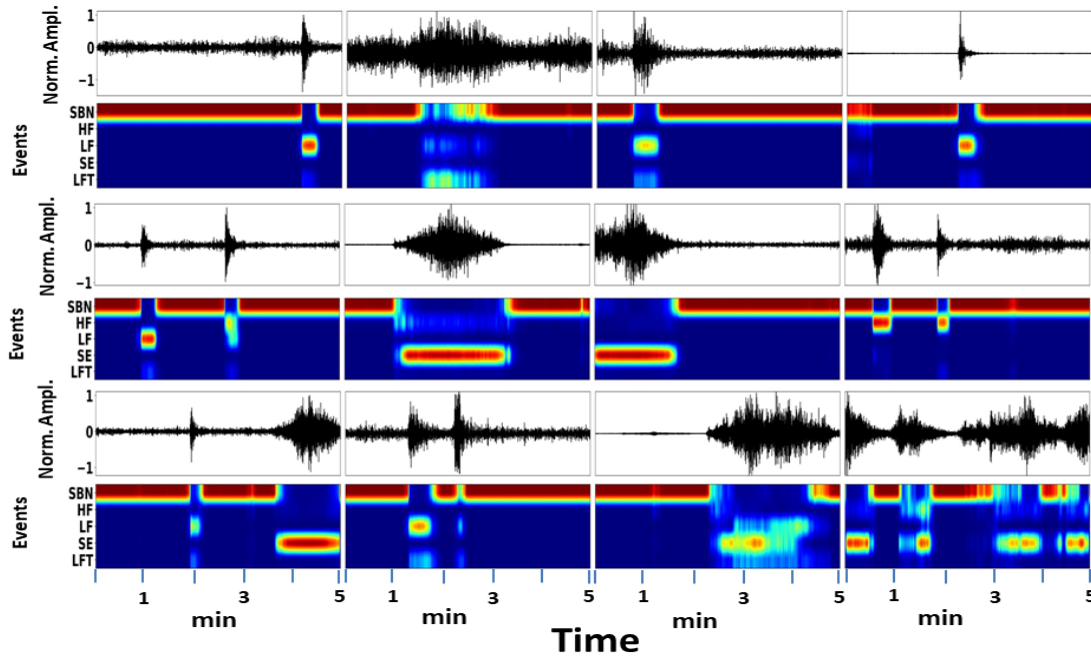 Norm. Ampl.
1
0
−1
Events
SBN
HF
LF
SE
LFT
Norm. Ampl.
1
0
−1
Events
SBN
HF
LF
SE
LFT
Norm. Ampl.
1
0
−1
Events
SBN
HF
LF
SE
LFT
1 3 5 1 3 5 1 3 5 1 3 5
min min min min
Time